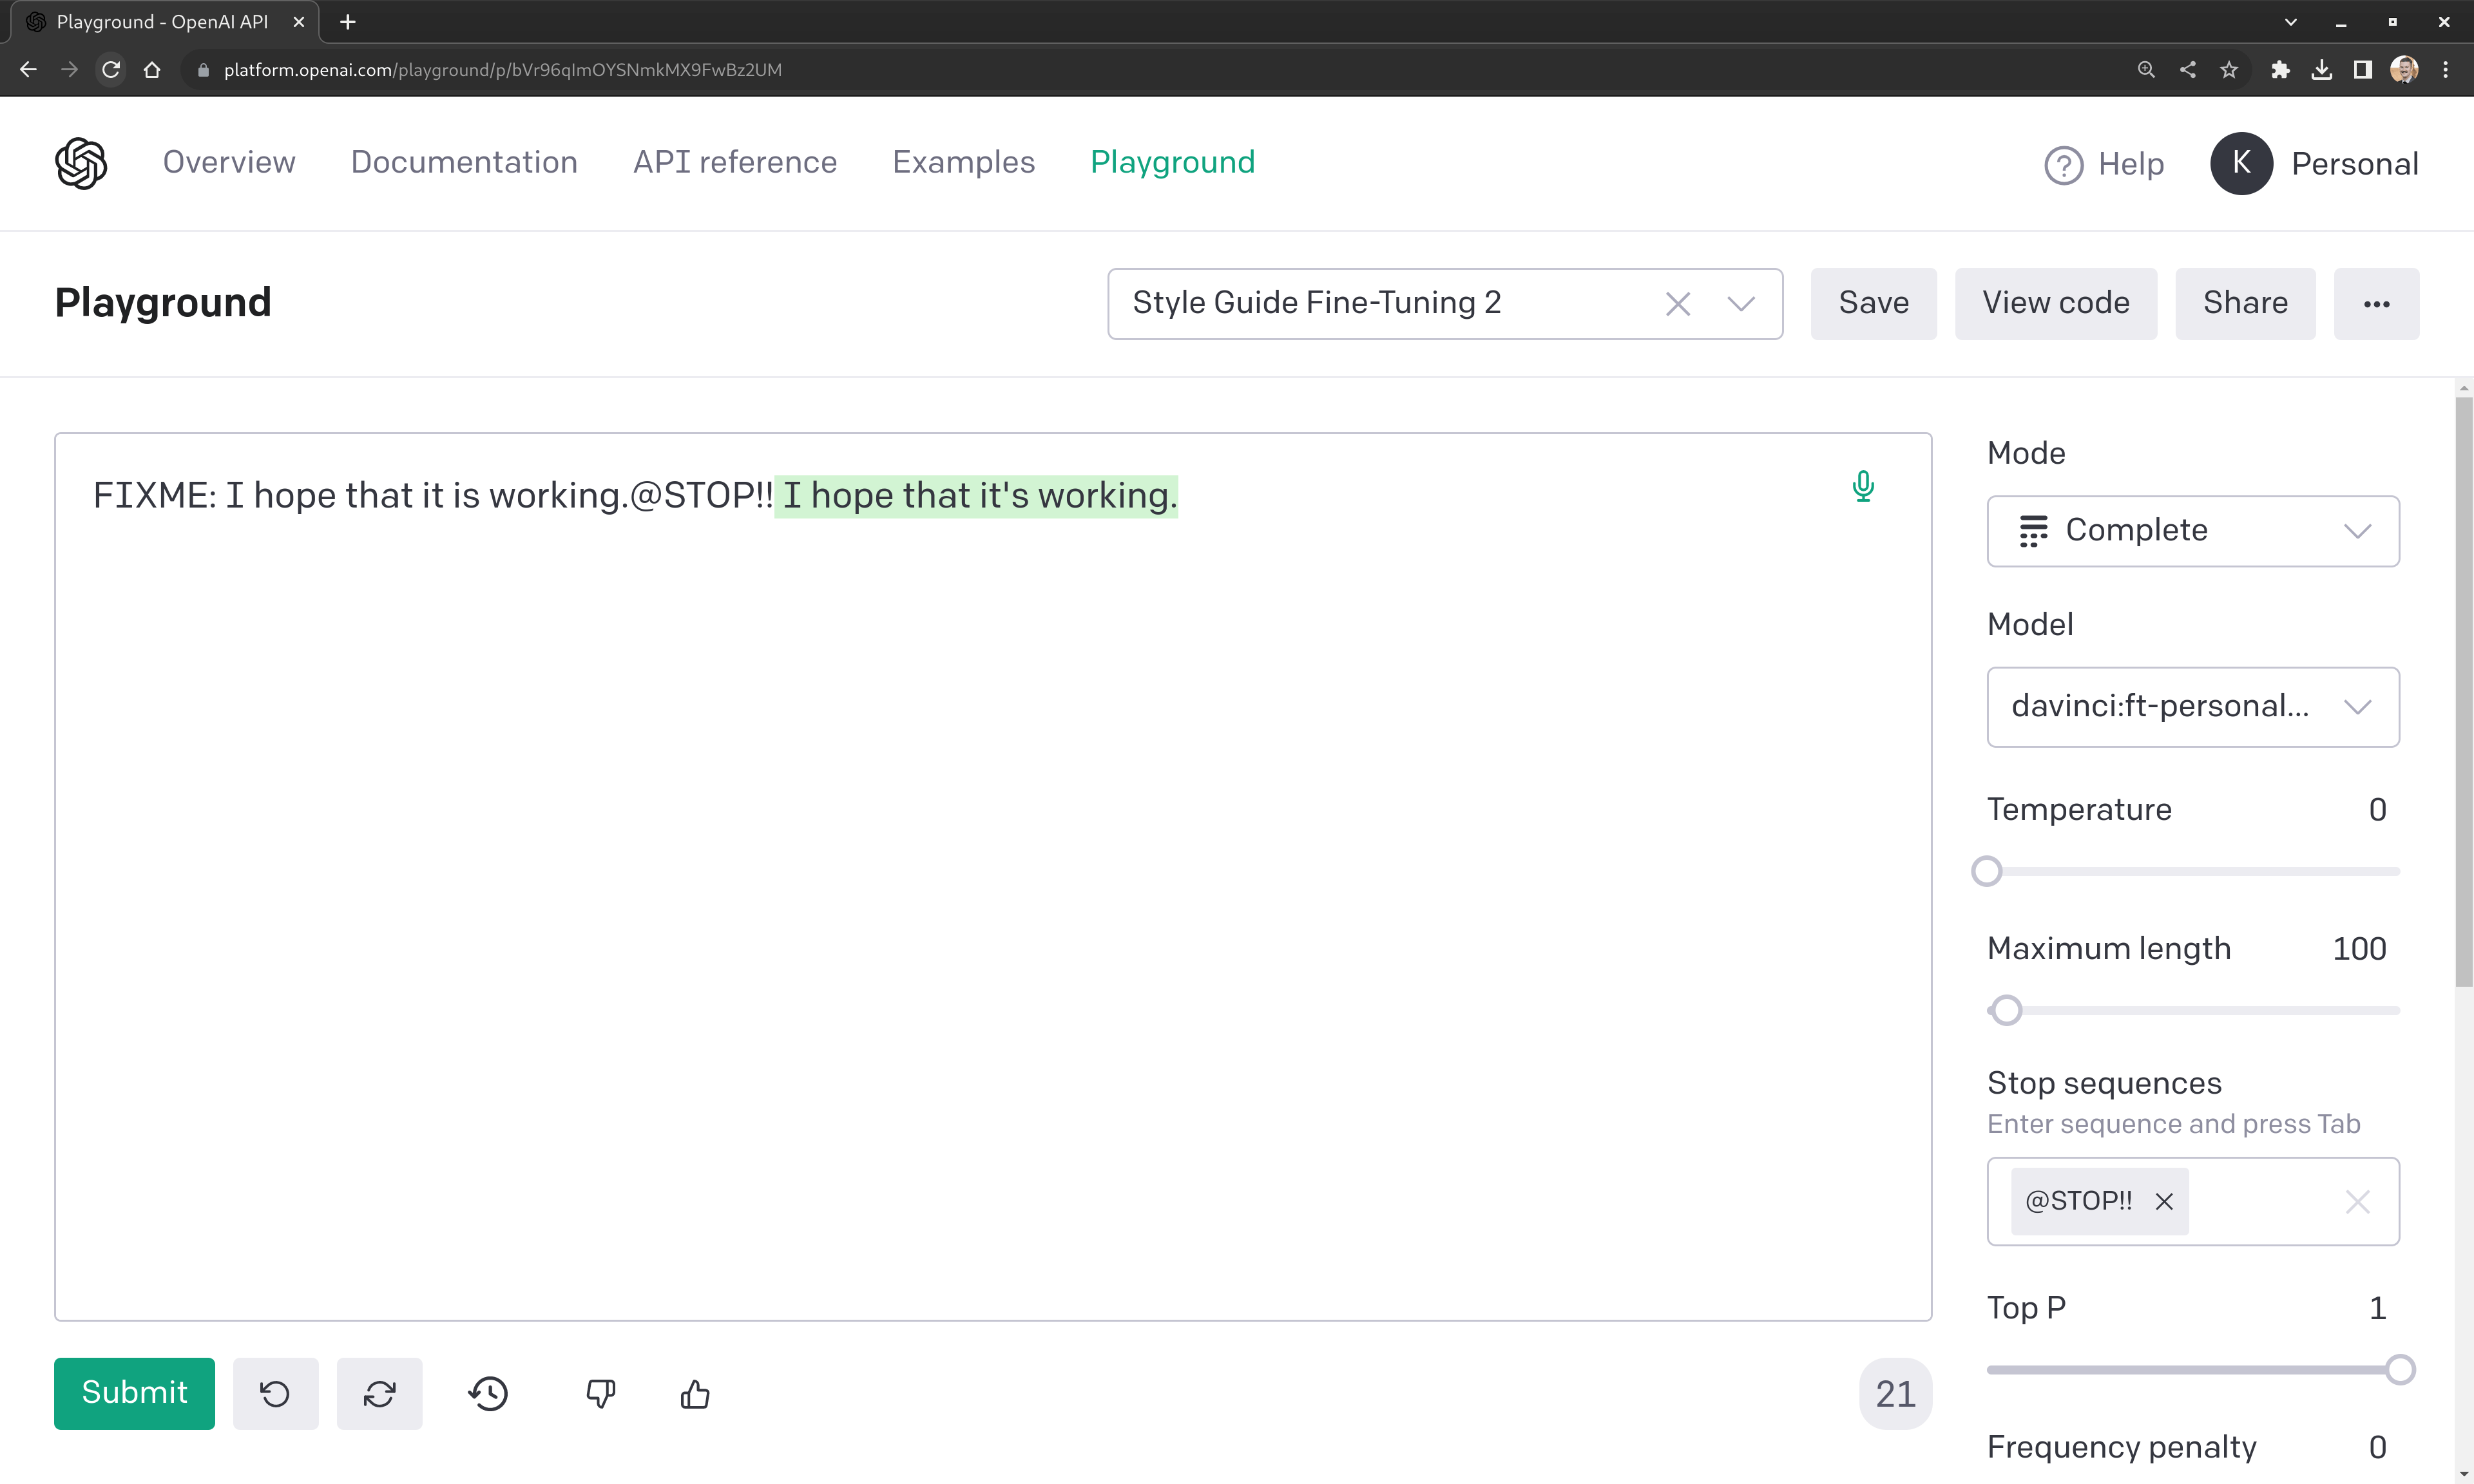 Playground - OpenAI API
platform.openai.com/playground/p/bVr96qImOYSNmkMX9FwBz2UM
Overview Documentation API reference Examples Playground Help K Personal
Playground Style Guide Fine-Tuning 2 Save View code Share ...
FIXME: I hope that it is working.@STOP!! I hope that it's working.
Mode
Complete
Model
davinci:ft-personal...
Temperature 0
Maximum length 100
Stop sequences
Enter sequence and press Tab
@STOP!!
Top P 1
Submit 21
Frequency penalty 0